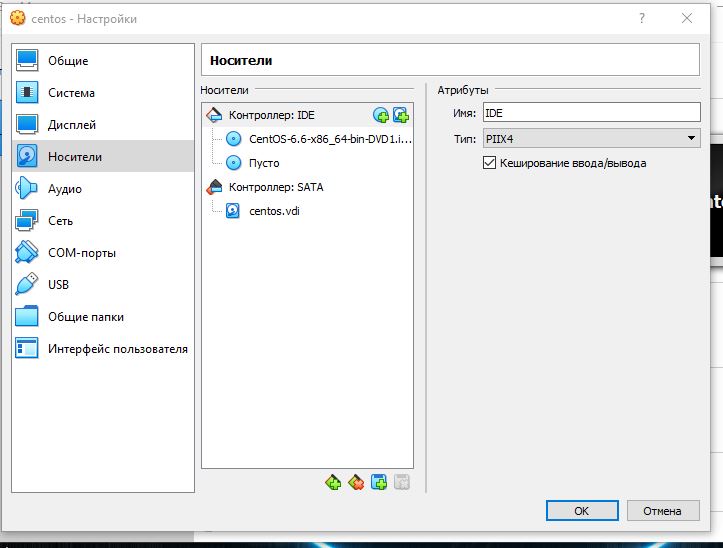 centos - Настройки
Общие
Система
Дисплей
Носители
Аудио
Сеть
COM-порты
USB
Общие папки
Интерфейс пользователя
Носители
Носители
Контроллер: IDE
CentOS-6.6-x86_64-bin-DVD1.i...
Пусто
Контроллер: SATA
centos.vdi
Атрибуты
Имя: IDE
Тип: PIIX4
Кеширование ввода/вывода
OK
Отмена